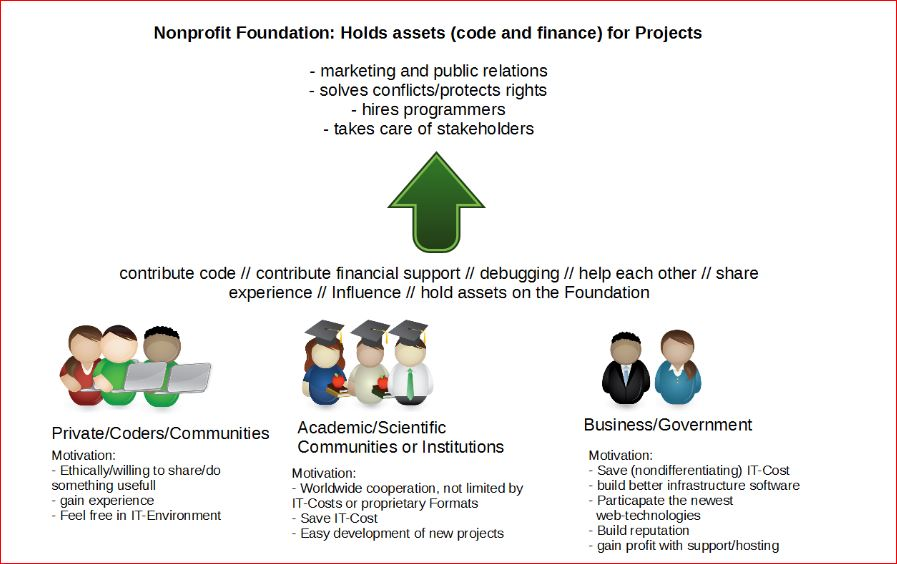 Nonprofit Foundation: Holds assets (code and finance) for Projects
- marketing and public relations
- solves conflicts/protects rights
- hires programmers
- takes care of stakeholders
contribute code // contribute financial support // debugging // help each other // share
experience // Influence // hold assets on the Foundation
Private/Coders/Communities
Motivation:
- Ethically/willing to share/do
something usefull
- gain experience
- Feel free in IT-Environment
Academic/Scientific
Communities or Institutions
Motivation:
- Worldwide cooperation, not limited by
IT-Costs or proprietary Formats
- Save IT-Cost
- Easy development of new projects
Business/Government
Motivation:
- Save (nondifferentiating) IT-Cost
- build better infrastructure software
- Particapate the newest
web-technologies
- Build reputation
- gain profit with support/hosting